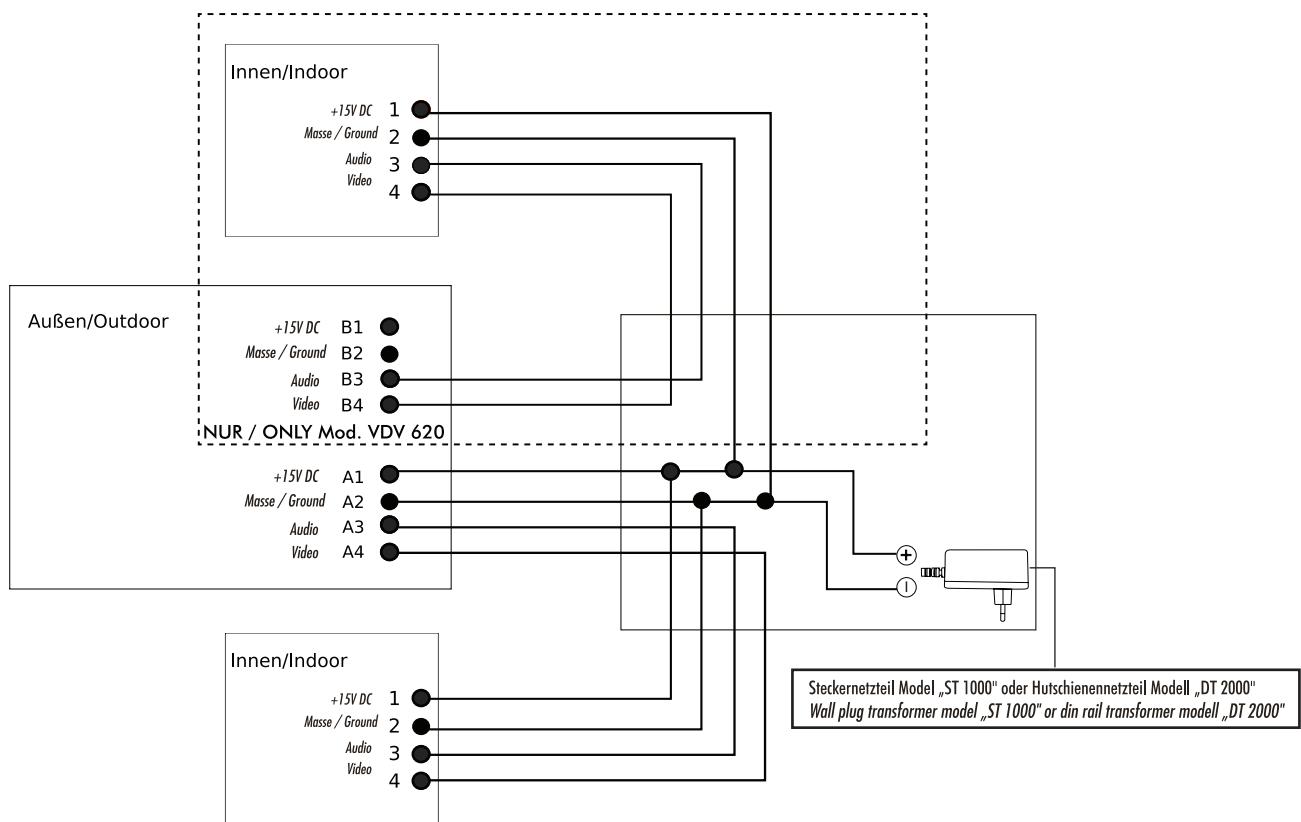 Innen/Indoor
+15V DC 1
Masse / Ground 2
Audio 3
Video 4
Außen/Outdoor
+15V DC B1
Masse / Ground B2
Audio B3
Video B4
NUR / ONLY Mod. VDV 620
+15V DC A1
Masse / Ground A2
Audio A3
Video A4
+
–
Innen/Indoor
+15V DC 1
Masse / Ground 2
Audio 3
Video 4
Steckernetzteil Model „ST 1000" oder Hutschienennetzteil Modell „DT 2000"
Wall plug transformer model „ST 1000" or din rail transformer modell „DT 2000"